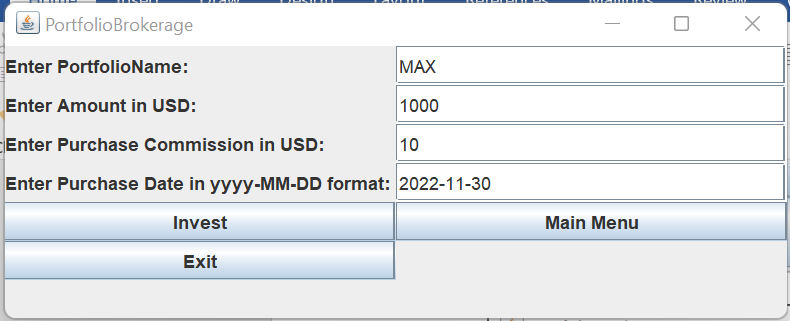 PortfolioBrokerage
Enter PortfolioName: MAX
Enter Amount in USD: 1000
Enter Purchase Commission in USD: 10
Enter Purchase Date in yyyy-MM-DD format: 2022-11-30
Invest Main Menu
Exit